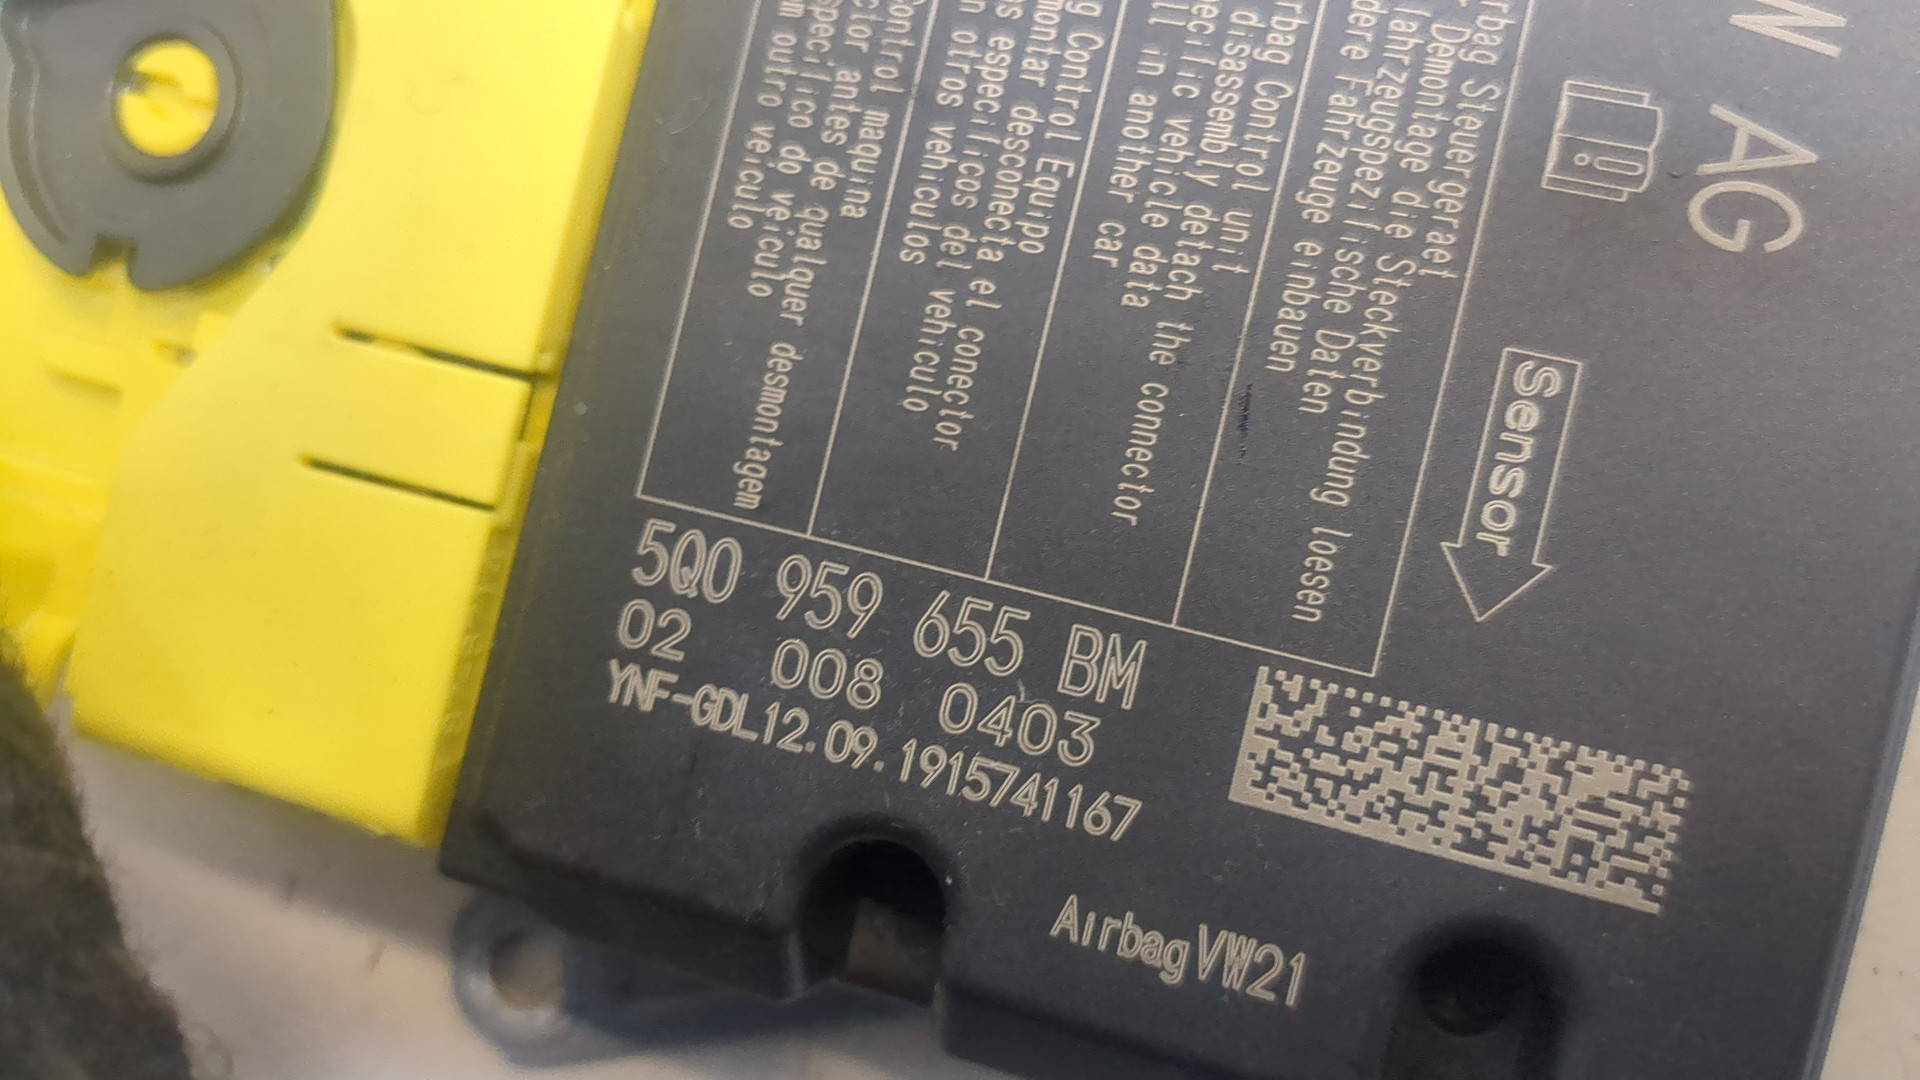 N AG
Sensor
rbag Steuergeraet
Demontage die Steckverbindung loesen
fahrzeugspezifische Daten
dere Fahrzeuge einbauen
rbag Control unit
disassembly detach the connector
ecific vehicle data
ll in another car
g Control Equipo
montar desconecta el conector
os especificos del vehiculo
n otros vehiculos
Control maquina
ctor antes de qualquer desmontagem
specifico do veiculo
m outro veiculo
5Q0 959 655 BM
02 008 0403
YNF-GDL12.09.1915741167
AirbagVW21